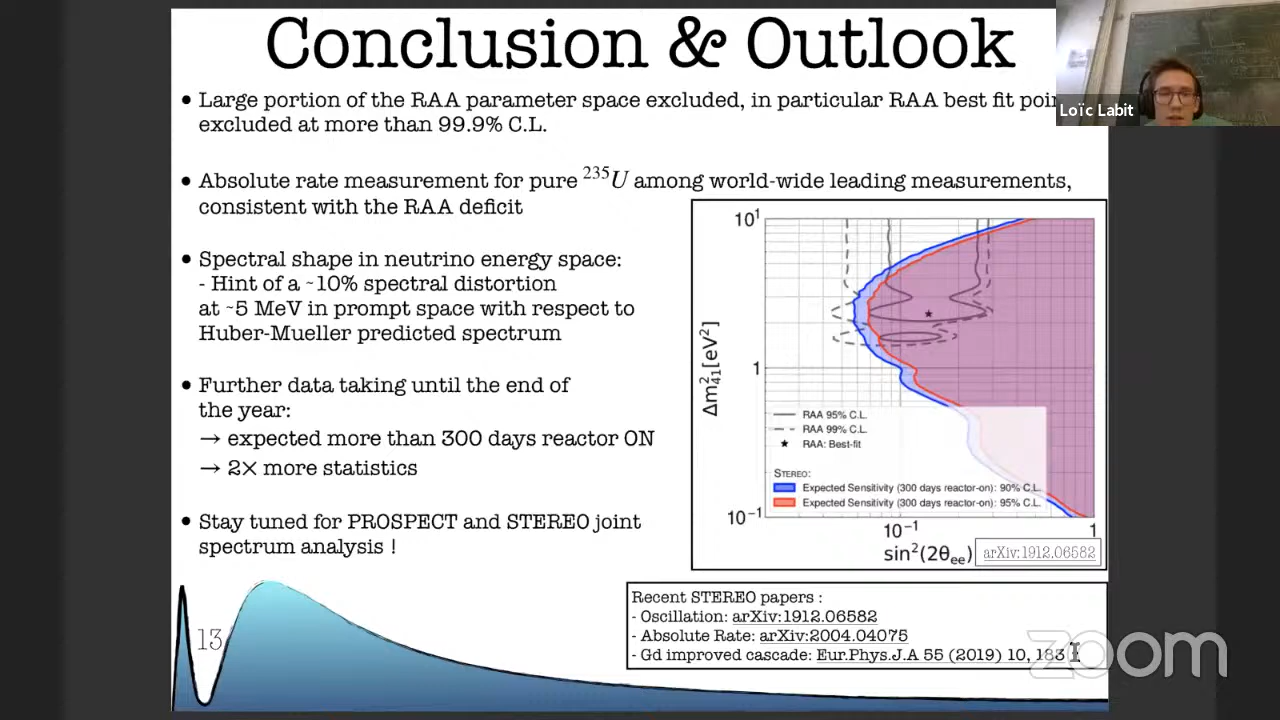 Conclusion & Outlook
• Large portion of the RAA parameter space excluded, in particular RAA best fit
excluded at more than 99.9% C.L.
Loïc Labit
• Absolute rate measurement for pure ²³⁵U among world-wide leading measurements,
consistent with the RAA deficit
• Spectral shape in neutrino energy space:
- Hint of a ~10% spectral distortion
at ~5 MeV in prompt space with respect to
Huber-Mueller predicted spectrum
• Further data taking until the end of
the year:
→ expected more than 300 days reactor ON
→ 2× more statistics
• Stay tuned for PROSPECT and STEREO joint
spectrum analysis !
10¹
1
10⁻¹
Δm²₄₁[eV²]
RAA 95% C.L.
RAA 99% C.L.
★ RAA: Best-fit
STEREO:
Expected Sensitivity (300 days reactor-on): 90% C.L.
Expected Sensitivity (300 days reactor-on): 95% C.L.
10⁻¹ 1
sin²(2θee)
arXiv:1912.06582
Recent STEREO papers :
- Oscillation: arXiv:1912.06582
- Absolute Rate: arXiv:2004.04075
- Gd improved cascade: Eur.Phys.J.A 55 (2019) 10, 183
13
zoom